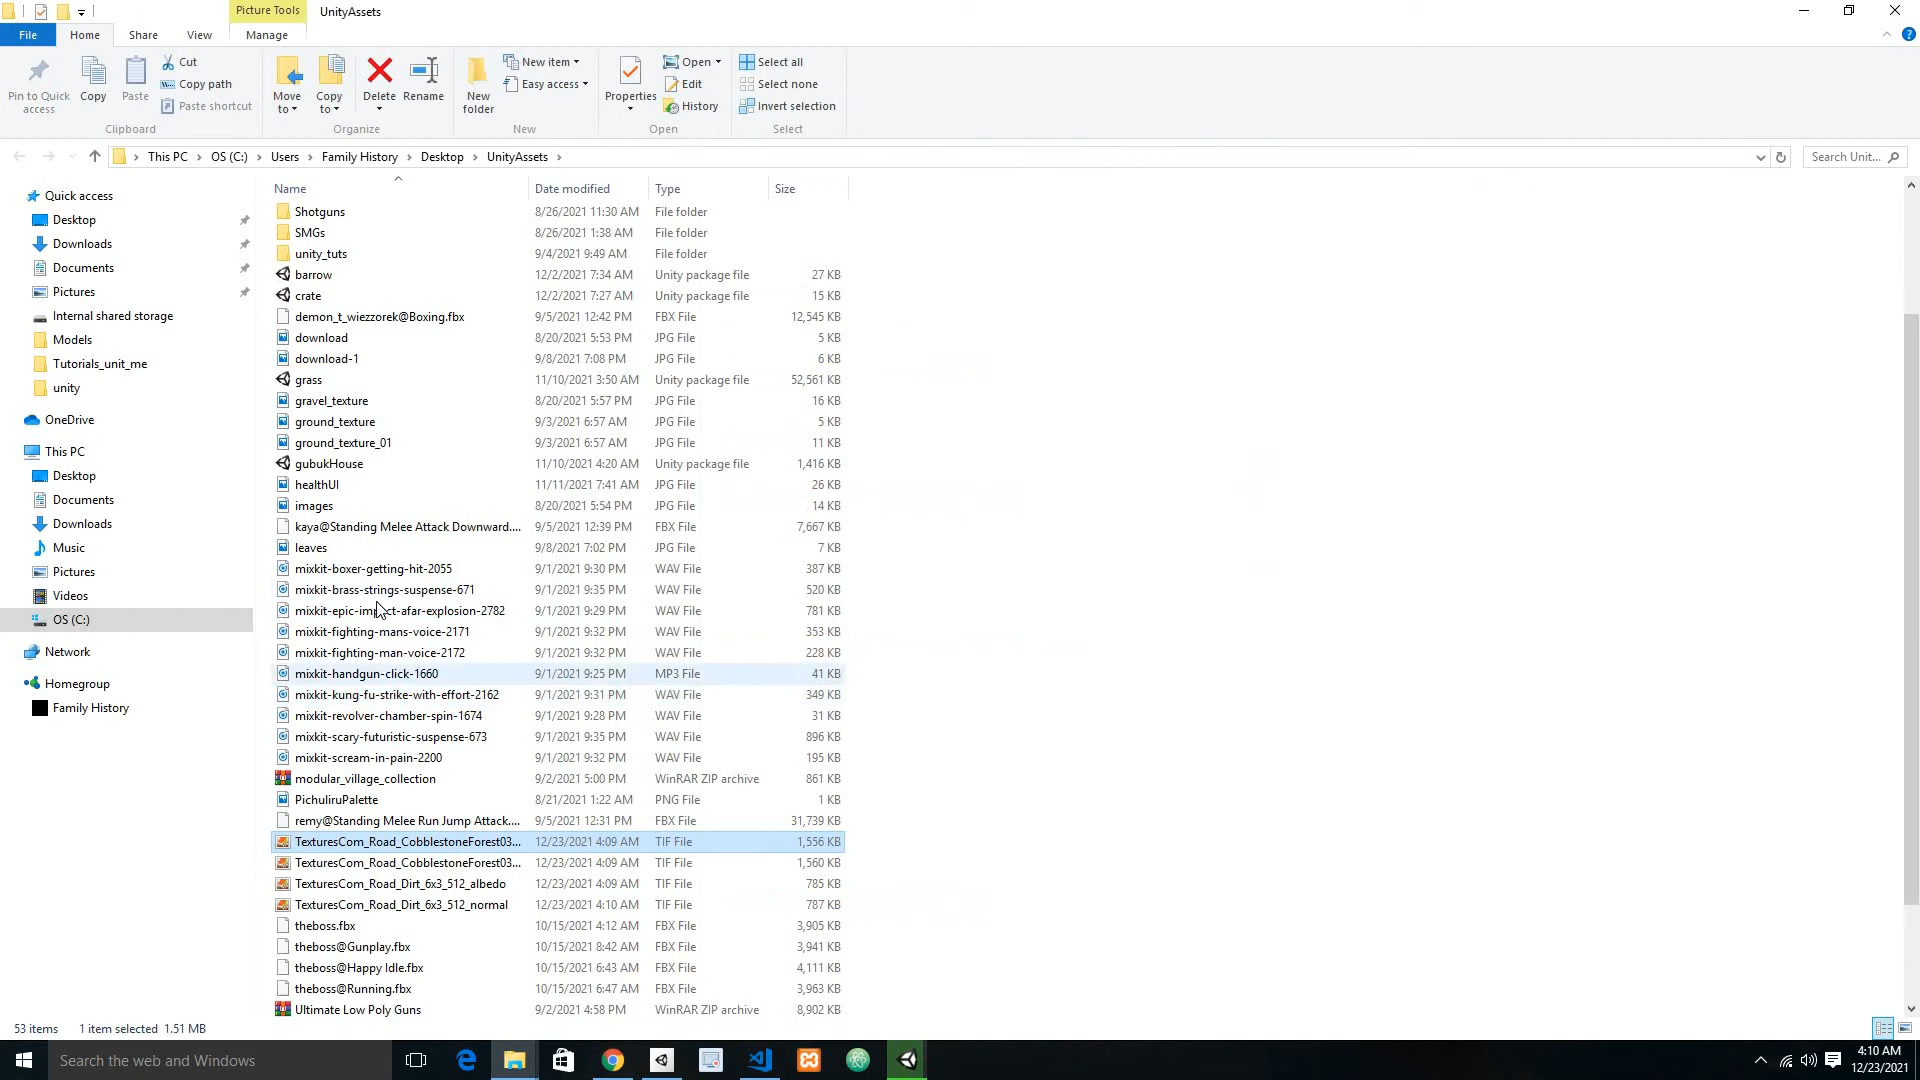 Picture Tools UnityAssets
File Home Share View Manage
Pin to Quick access
Copy
Paste
Cut
Copy path
Paste shortcut
Clipboard
Move to
Copy to
Delete
Rename
Organize
New folder
New item
Easy access
New
Properties
Open
Edit
History
Open
Select all
Select none
Invert selection
Select
This PC > OS (C:) > Users > Family History > Desktop > UnityAssets >
Search Unit...
Quick access
Desktop
Downloads
Documents
Pictures
Internal shared storage
Models
Tutorials_unit_me
unity
OneDrive
This PC
Desktop
Documents
Downloads
Music
Pictures
Videos
OS (C:)
Network
Homegroup
Family History
Name Date modified Type Size
Shotguns 8/26/2021 11:30 AM File folder
SMGs 8/26/2021 1:38 AM File folder
unity_tuts 9/4/2021 9:49 AM File folder
barrow 12/2/2021 7:34 AM Unity package file 27 KB
crate 12/2/2021 7:27 AM Unity package file 15 KB
demon_t_wiezzorek@Boxing.fbx 9/5/2021 12:42 PM FBX File 12,545 KB
download 8/20/2021 5:53 PM JPG File 5 KB
download-1 9/8/2021 7:08 PM JPG File 6 KB
grass 11/10/2021 3:50 AM Unity package file 52,561 KB
gravel_texture 8/20/2021 5:57 PM JPG File 16 KB
ground_texture 9/3/2021 6:57 AM JPG File 5 KB
ground_texture_01 9/3/2021 6:57 AM JPG File 11 KB
gubukHouse 11/10/2021 4:20 AM Unity package file 1,416 KB
healthUI 11/11/2021 7:41 AM JPG File 26 KB
images 8/20/2021 5:54 PM JPG File 14 KB
kaya@Standing Melee Attack Downward.... 9/5/2021 12:39 PM FBX File 7,667 KB
leaves 9/8/2021 7:02 PM JPG File 7 KB
mixkit-boxer-getting-hit-2055 9/1/2021 9:30 PM WAV File 387 KB
mixkit-brass-strings-suspense-671 9/1/2021 9:35 PM WAV File 520 KB
mixkit-epic-impact-afar-explosion-2782 9/1/2021 9:29 PM WAV File 781 KB
mixkit-fighting-mans-voice-2171 9/1/2021 9:32 PM WAV File 353 KB
mixkit-fighting-man-voice-2172 9/1/2021 9:32 PM WAV File 228 KB
mixkit-handgun-click-1660 9/1/2021 9:25 PM MP3 File 41 KB
mixkit-kung-fu-strike-with-effort-2162 9/1/2021 9:31 PM WAV File 349 KB
mixkit-revolver-chamber-spin-1674 9/1/2021 9:28 PM WAV File 31 KB
mixkit-scary-futuristic-suspense-673 9/1/2021 9:35 PM WAV File 896 KB
mixkit-scream-in-pain-2200 9/1/2021 9:32 PM WAV File 195 KB
modular_village_collection 9/2/2021 5:00 PM WinRAR ZIP archive 861 KB
PichuliruPalette 8/21/2021 1:22 AM PNG File 1 KB
remy@Standing Melee Run Jump Attack.... 9/5/2021 12:31 PM FBX File 31,739 KB
TexturesCom_Road_CobblestoneForest03... 12/23/2021 4:09 AM TIF File 1,556 KB
TexturesCom_Road_CobblestoneForest03... 12/23/2021 4:09 AM TIF File 1,560 KB
TexturesCom_Road_Dirt_6x3_512_albedo 12/23/2021 4:09 AM TIF File 785 KB
TexturesCom_Road_Dirt_6x3_512_normal 12/23/2021 4:10 AM TIF File 787 KB
theboss.fbx 10/15/2021 4:12 AM FBX File 3,905 KB
theboss@Gunplay.fbx 10/15/2021 8:42 AM FBX File 3,941 KB
theboss@Happy Idle.fbx 10/15/2021 6:43 AM FBX File 4,111 KB
theboss@Running.fbx 10/15/2021 6:47 AM FBX File 3,963 KB
Ultimate Low Poly Guns 9/2/2021 4:58 PM WinRAR ZIP archive 8,902 KB
53 items 1 item selected 1.51 MB
Search the web and Windows
4:10 AM
12/23/2021